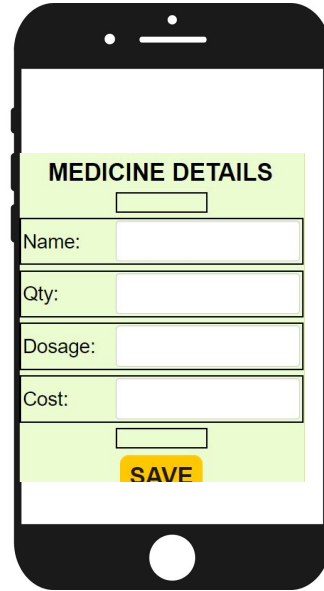 MEDICINE DETAILS
Name:
Qty:
Dosage:
Cost:
SAVE